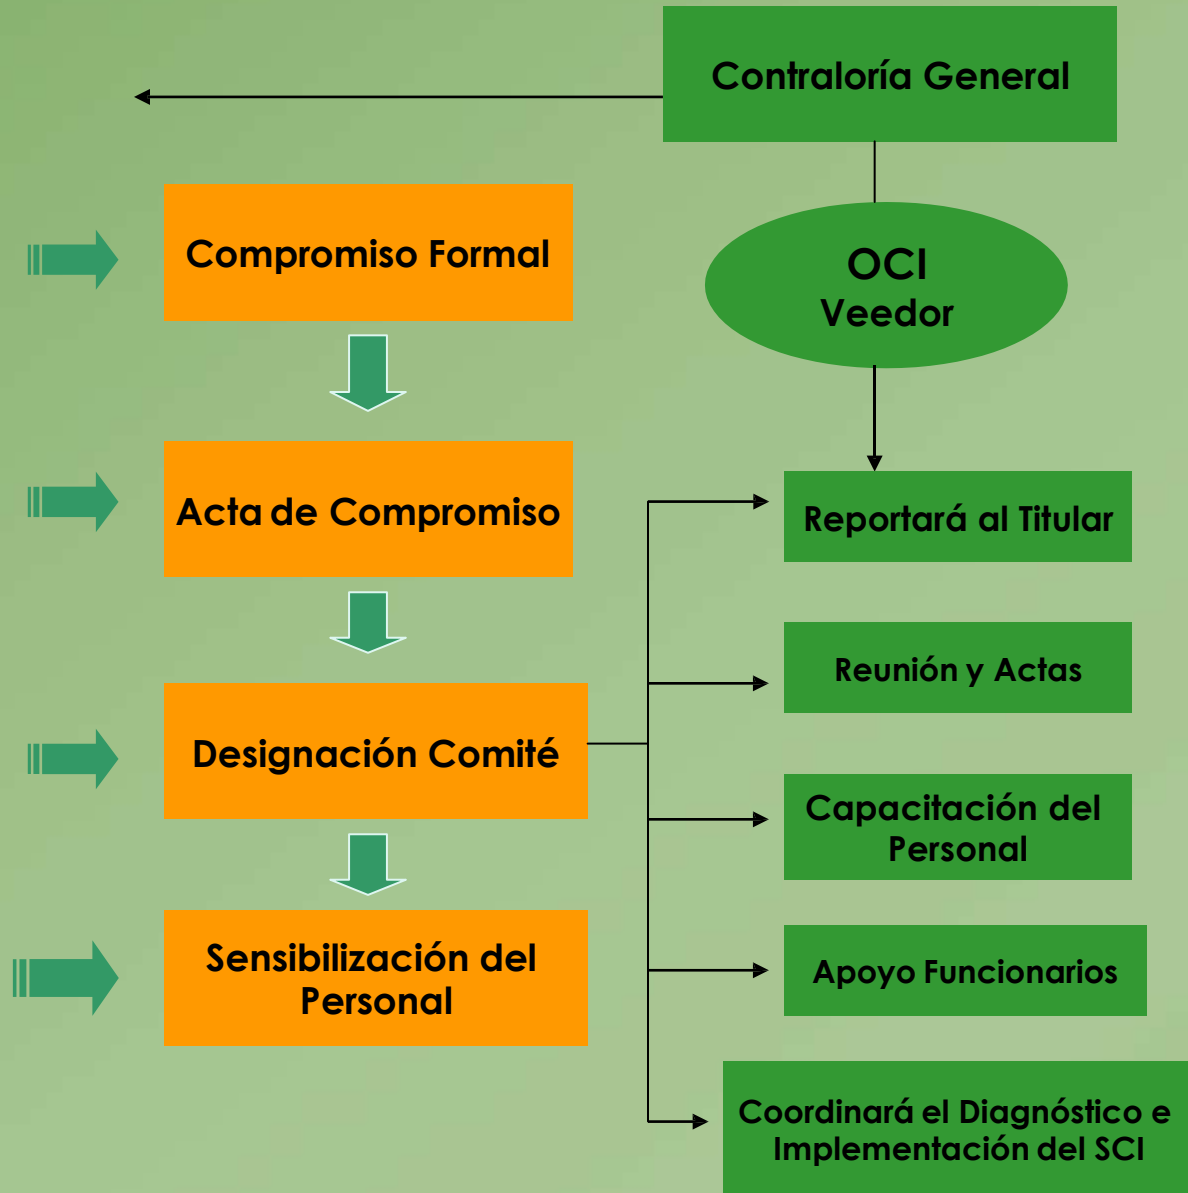 Contraloría General
Compromiso Formal
OCI
Veedor
Acta de Compromiso
Reportará al Titular
Reunión y Actas
Designación Comité
Capacitación del
Personal
Sensibilización del
Personal
Apoyo Funcionarios
Coordinará el Diagnóstico e
Implementación del SCI